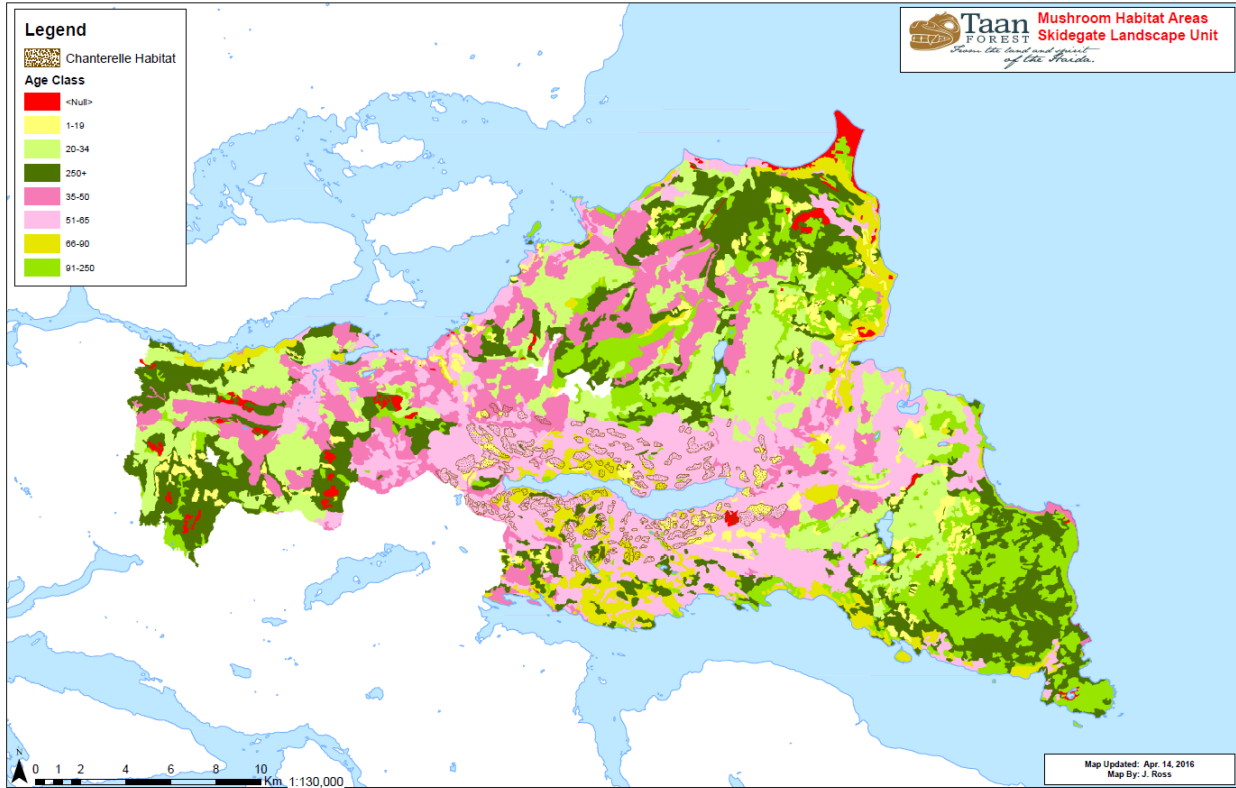 Legend
Chanterelle Habitat
Age Class
<Null>
1-19
20-34
250+
35-50
51-65
66-90
91-250
Taan
FOREST
From the land and spirit
of the Haida.
Mushroom Habitat Areas
Skidegate Landscape Unit
N
0 1 2 4 6 8 10
Km 1:130,000
Map Updated: Apr. 14, 2016
Map By: J. Ross